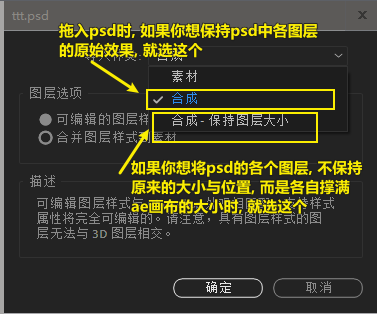 ttt.psd
拖入psd时, 如果你想保持psd中各图层
的原始效果, 就选这个
合成
素材
合成
图层选项
合成 - 保持图层大小
可编辑的图层样
合并图层样式
素材
如果你想将psd的各个图层, 不保持
原来的大小与位置, 而是各自撑满
ae画布的大小时, 就选这个
描述
可编辑图层样式与
属性将完全可编辑的。请注意，具有图层样式的图
层无法与 3D 图层相交。
确定
取消